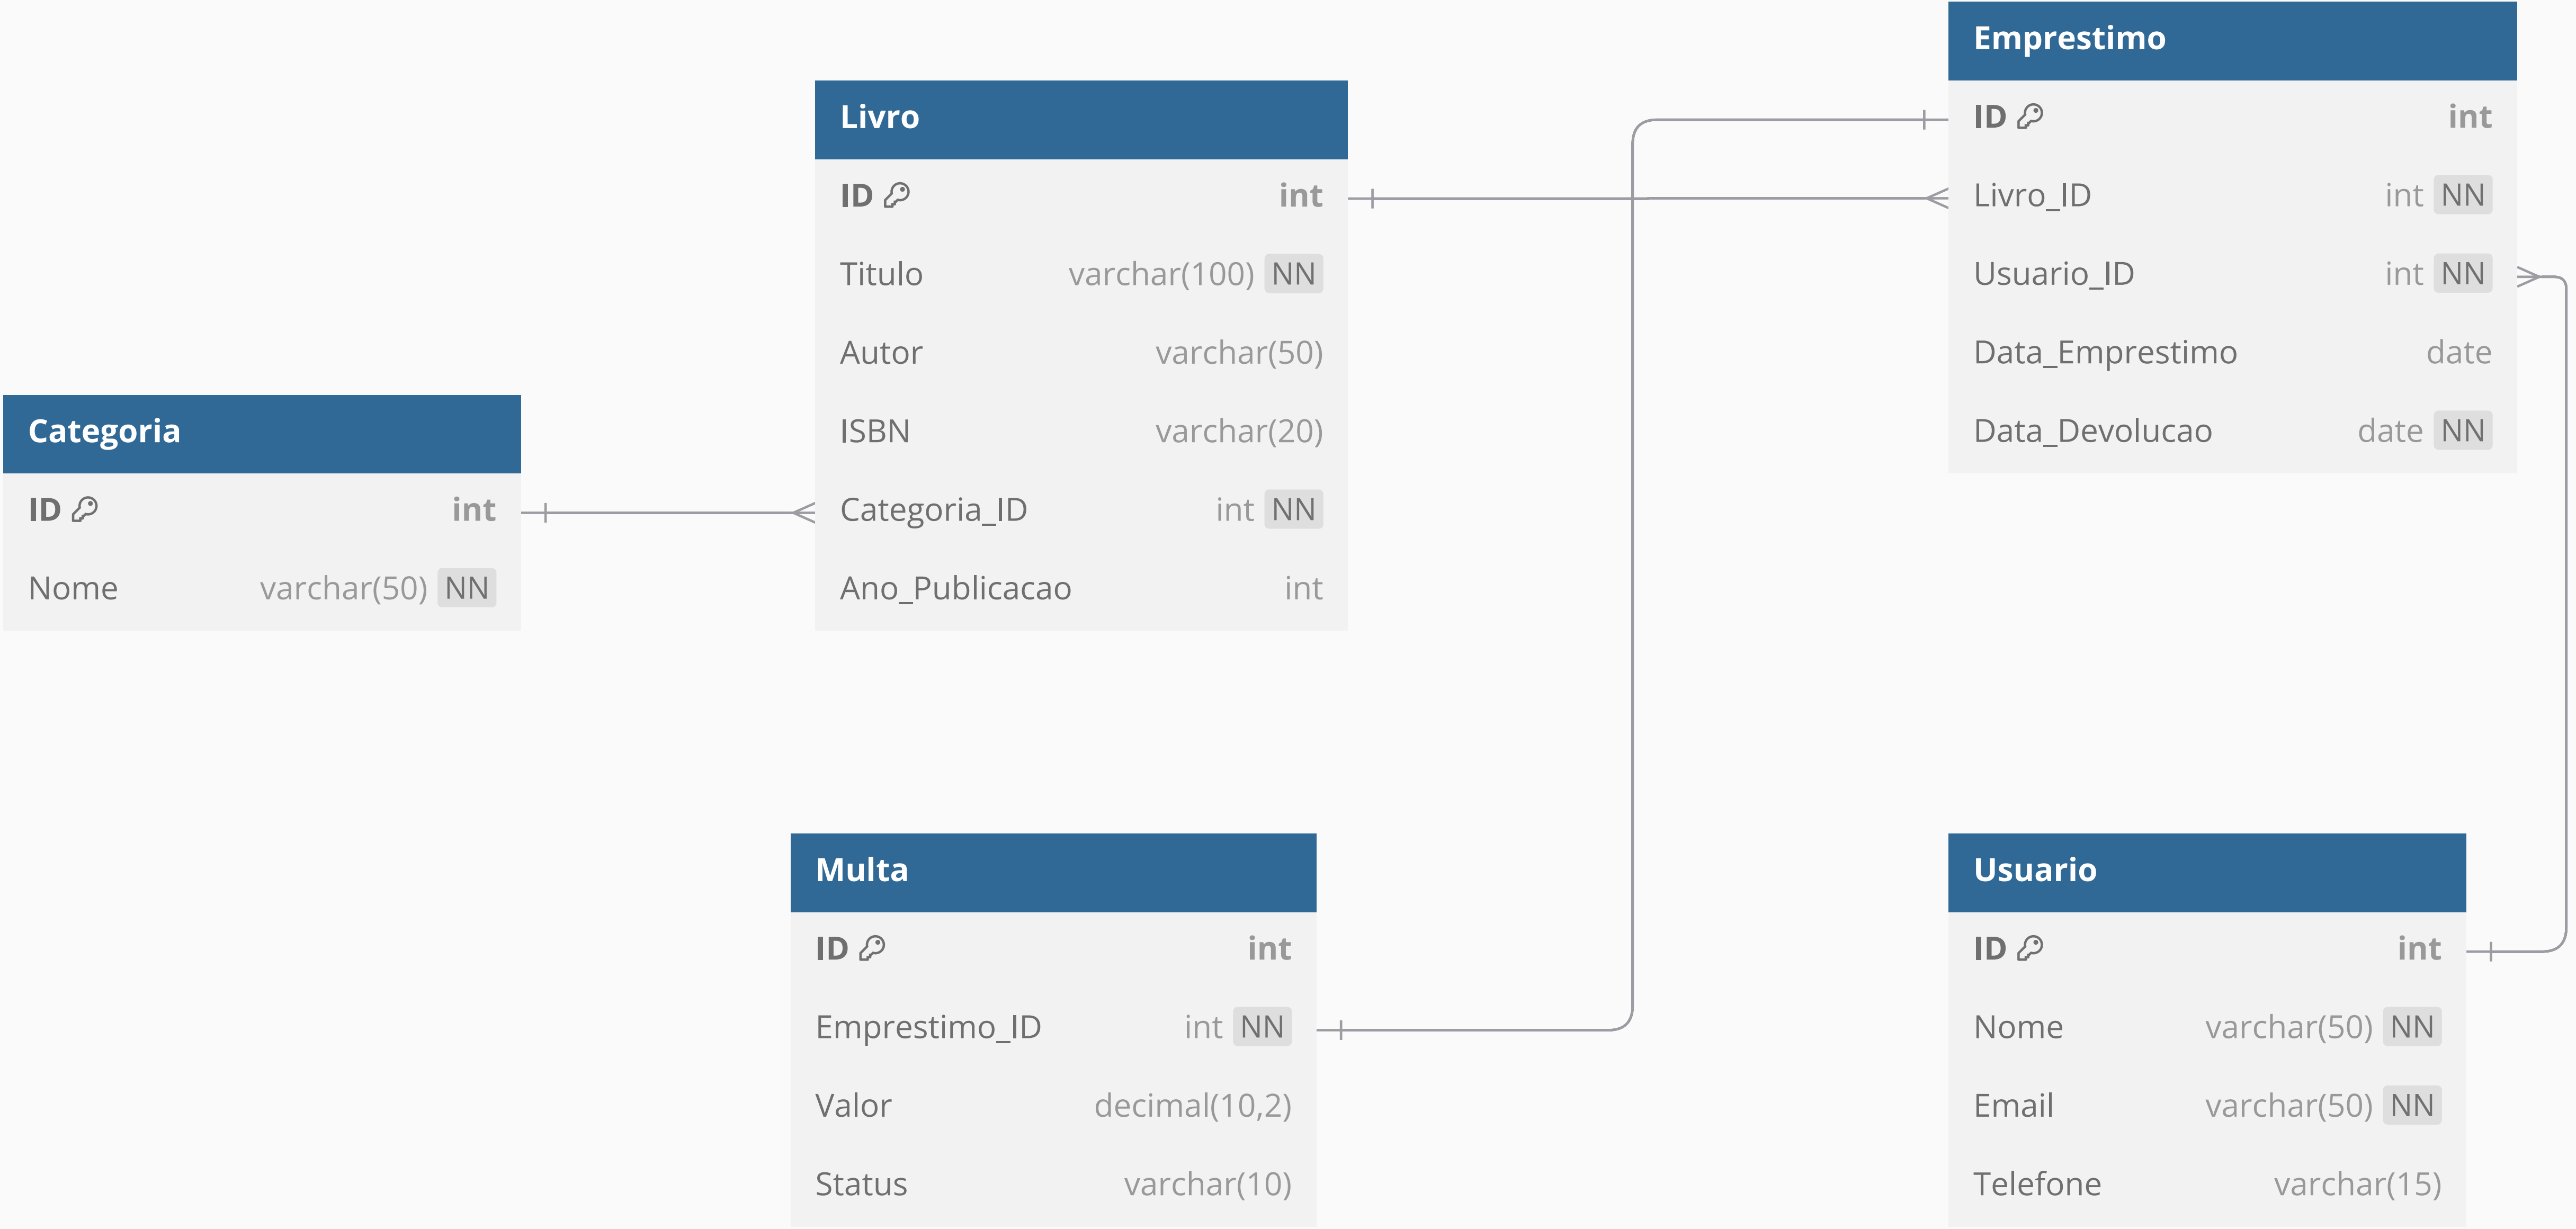 Categoria
ID int
Nome varchar(50) NN
Livro
ID int
Titulo varchar(100) NN
Autor varchar(50)
ISBN varchar(20)
Categoria_ID int NN
Ano_Publicacao int
Emprestimo
ID int
Livro_ID int NN
Usuario_ID int NN
Data_Emprestimo date
Data_Devolucao date NN
Multa
ID int
Emprestimo_ID int NN
Valor decimal(10,2)
Status varchar(10)
Usuario
ID int
Nome varchar(50) NN
Email varchar(50) NN
Telefone varchar(15)